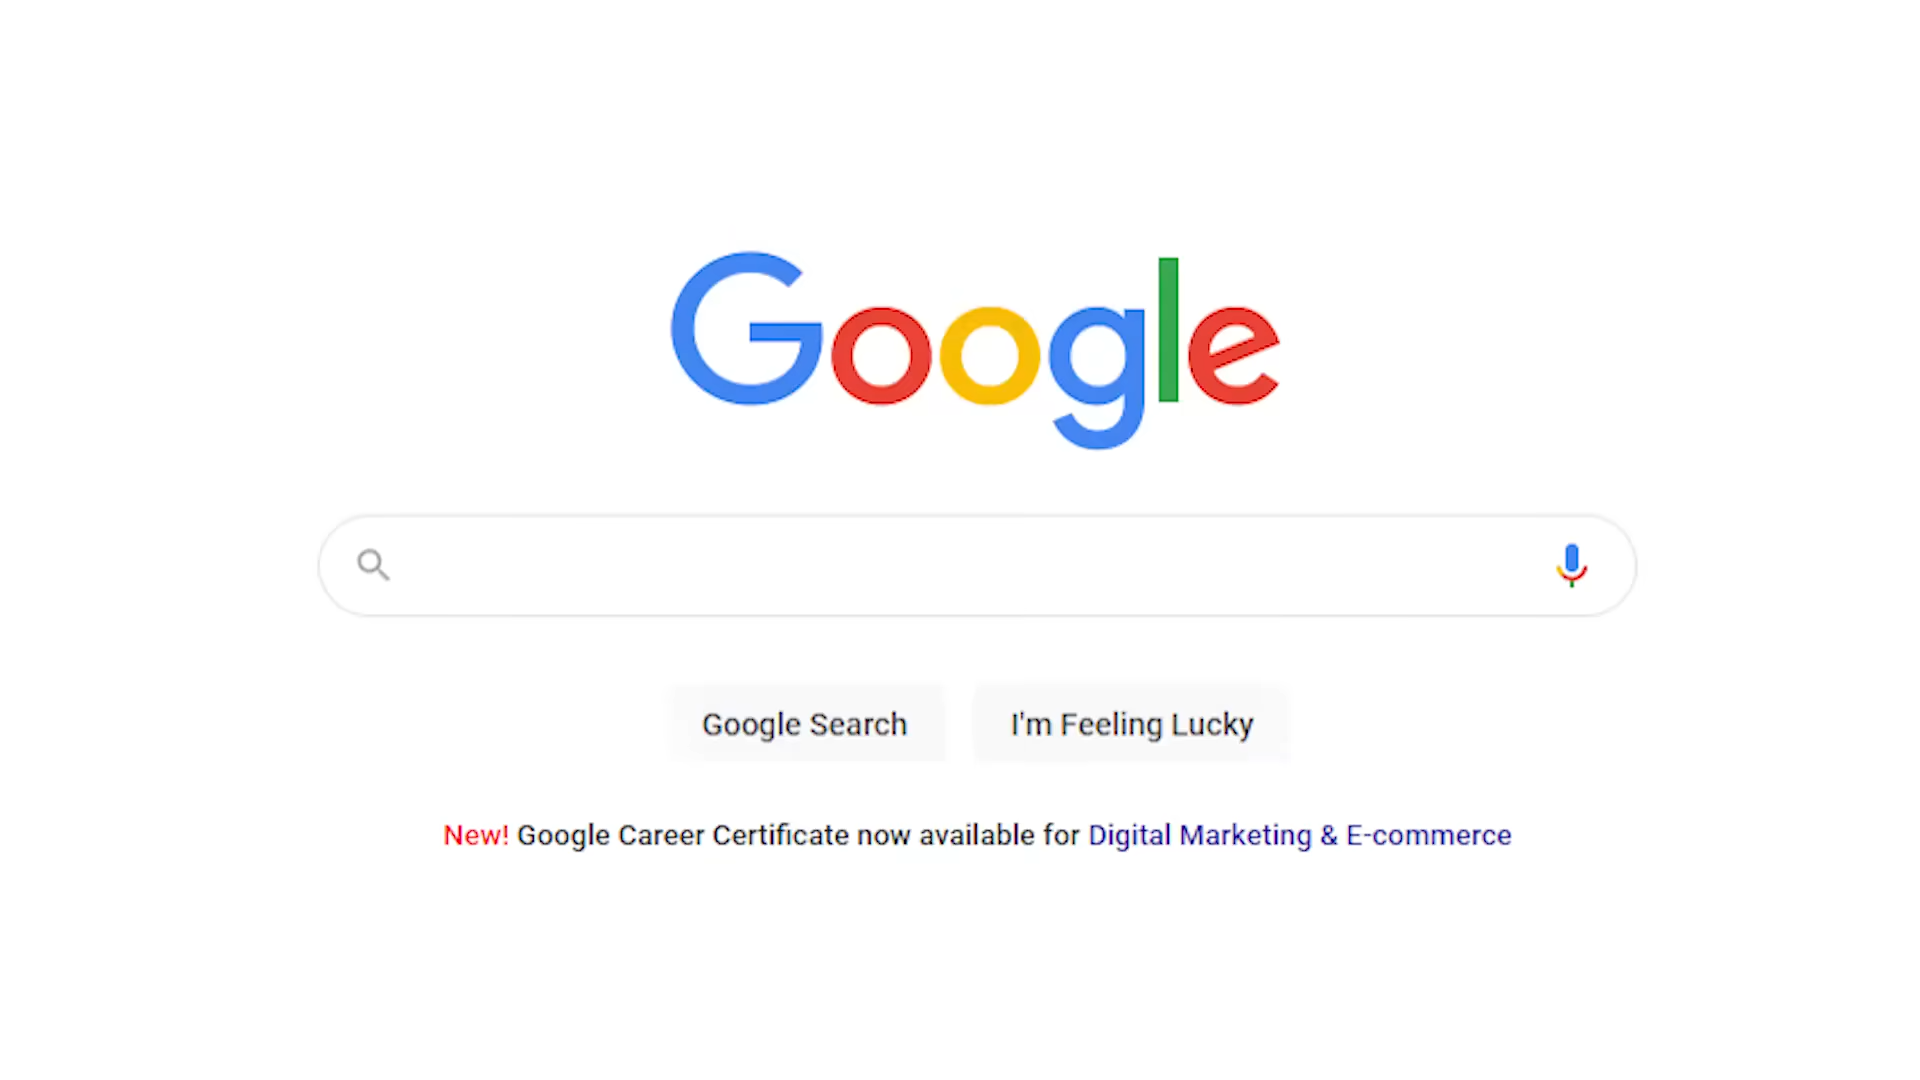 Google
Google Search
I'm Feeling Lucky
New! Google Career Certificate now available for Digital Marketing & E-commerce